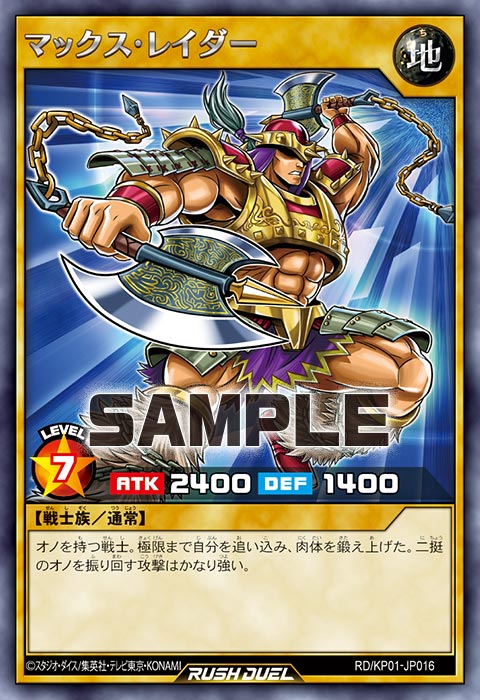 マックス・レイダー
ち
地
SAMPLE
LEVEL
7
ATK 2400 DEF 1400
【戦士族／通常】
オノを持つ戦士。極限まで自分を追い込み、肉体を鍛え上げた。二挺
のオノを振り回す攻撃はかなり強い。
©スタジオ・ダイス/集英社・テレビ東京・KONAMI
RUSH DUEL
RD/KP01-JP016